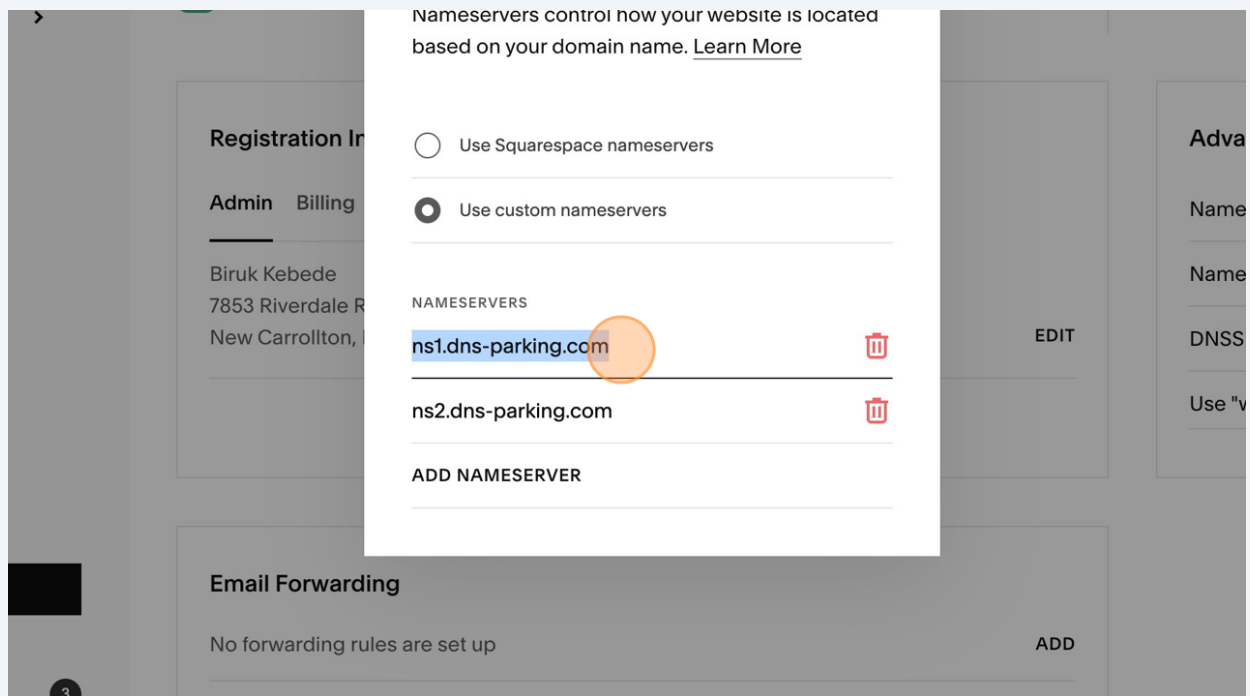 Nameservers control how your website is located
based on your domain name. Learn More
Use Squarespace nameservers
Use custom nameservers
NAMESERVERS
ns1.dns-parking.com
ns2.dns-parking.com
ADD NAMESERVER
Registration In
Admin Billing
Biruk Kebede
7853 Riverdale R
New Carrollton,
EDIT
Adva
Name
Name
DNSS
Use "v
Email Forwarding
No forwarding rules are set up
ADD
3